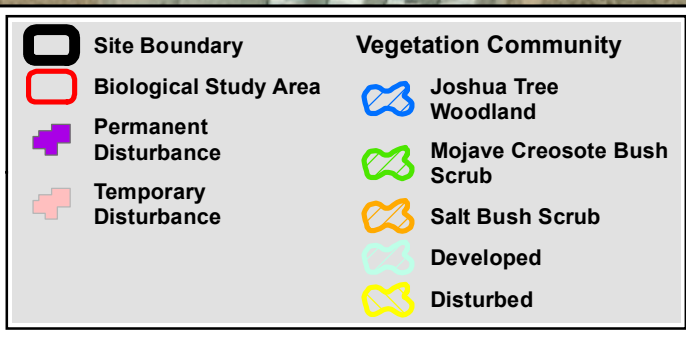 Site Boundary
Biological Study Area
Permanent
Disturbance
Temporary
Disturbance
Vegetation Community
Joshua Tree
Woodland
Mojave Creosote Bush
Scrub
Salt Bush Scrub
Developed
Disturbed